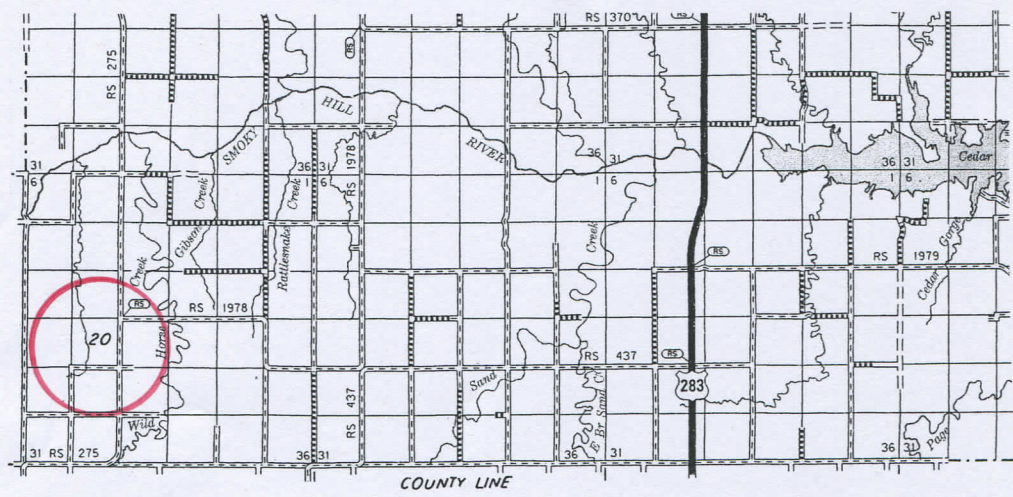 RS 370
RS
RS
RS 275
HILL
SMOKY
RIVER
RS 1978
31
6
36
1
31
6
36
1
31
6
36
1
31
6
Cedar
Creek
Creek
Gibson
Creek
Rattlesnake
Creek
RS
RS 1979
Gorge
Cedar
Creek
Horse
Wild
RS
RS 1978
20
RS 437
RS
283
Sand
RS 437
E Br Sand Cr
Page
31 RS 275
36 31
36 31
36 31
COUNTY LINE